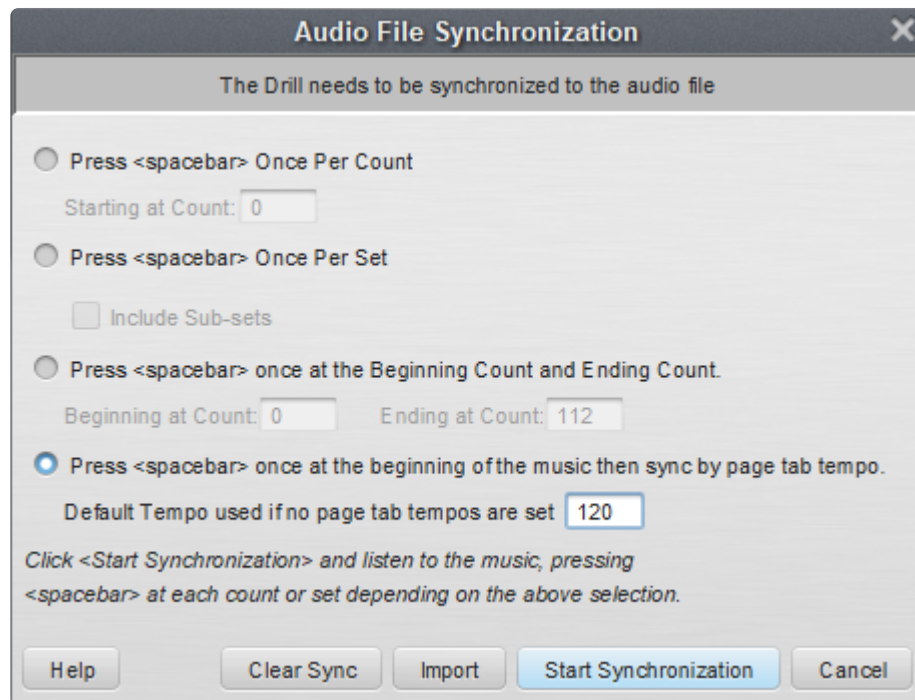 Audio File Synchronization
The Drill needs to be synchronized to the audio file
Press <spacebar> Once Per Count
Starting at Count: 0
Press <spacebar> Once Per Set
Include Sub-sets
Press <spacebar> once at the Beginning Count and Ending Count.
Beginning at Count: 0 Ending at Count: 112
Press <spacebar> once at the beginning of the music then sync by page tab tempo.
Default Tempo used if no page tab tempos are set 120
Click <Start Synchronization> and listen to the music, pressing
<spacebar> at each count or set depending on the above selection.
Help Clear Sync Import Start Synchronization Cancel